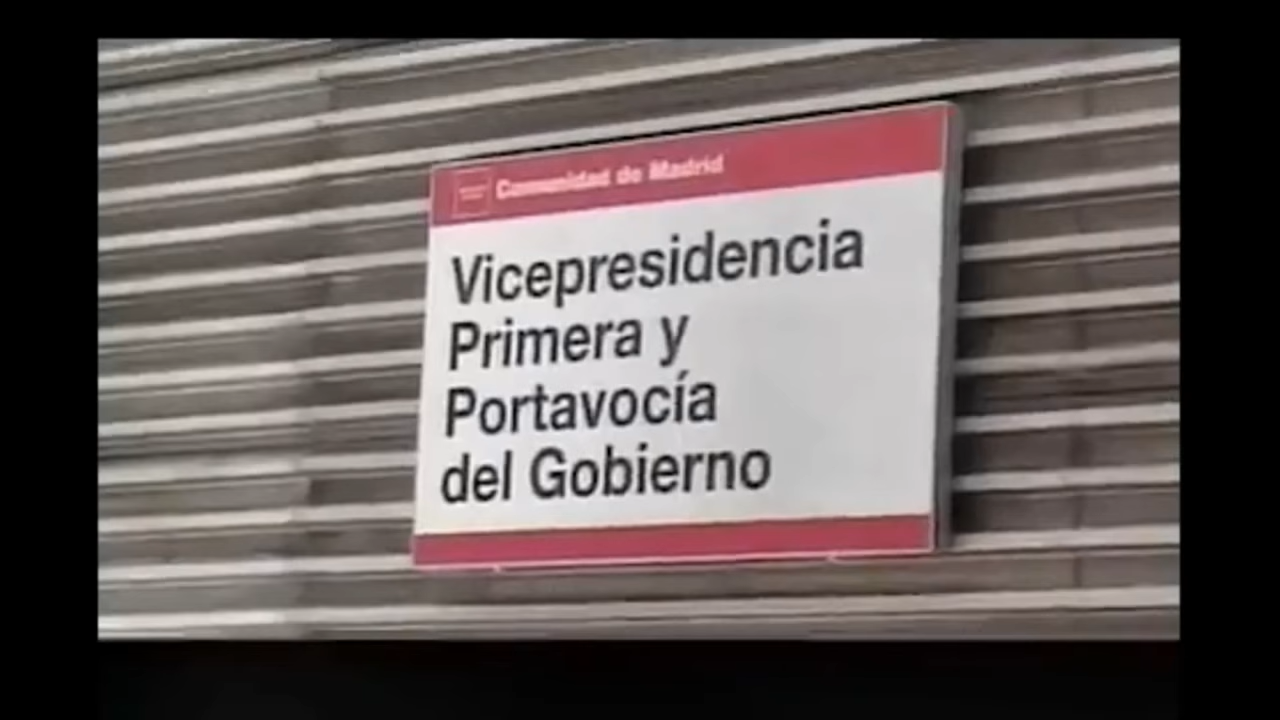 Comunidad de Madrid
Vicepresidencia
Primera y
Portavocía
del Gobierno